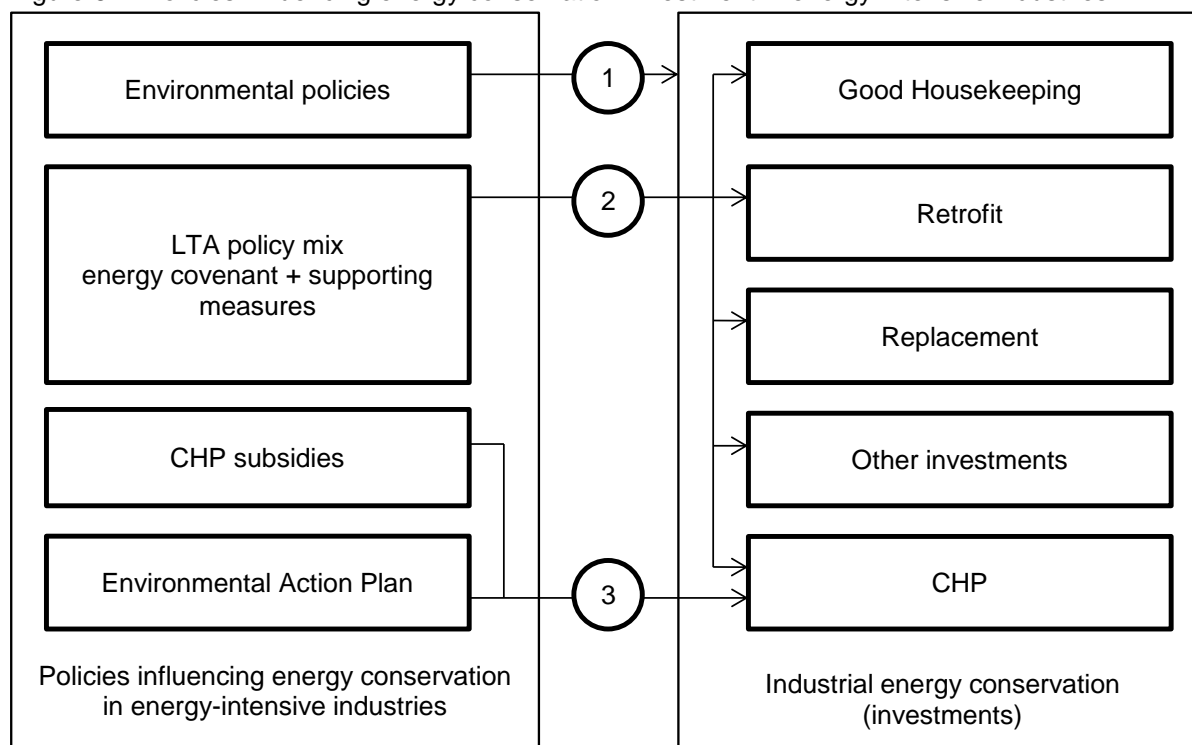 Environmental policies
1
Good Housekeeping
LTA policy mix
energy covenant + supporting
measures
2
Retrofit
Replacement
CHP subsidies
Other investments
Environmental Action Plan
3
CHP
Policies influencing energy conservation
in energy-intensive industries
Industrial energy conservation
(investments)